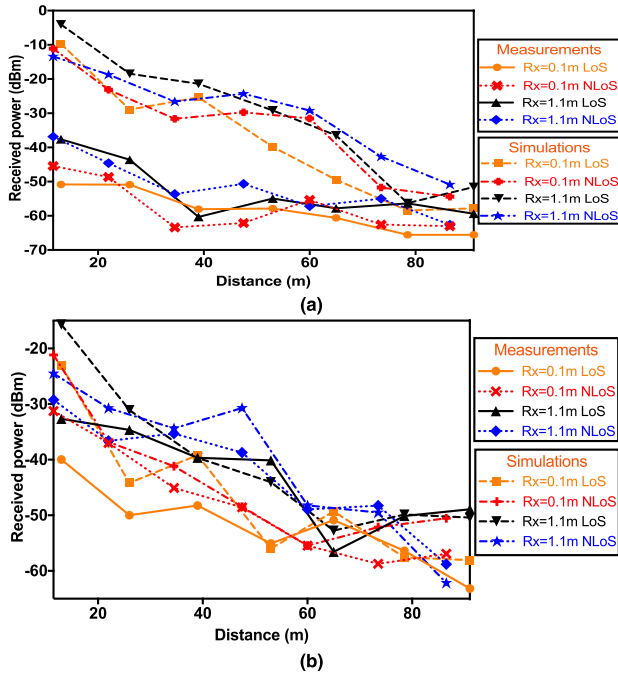 0
-10
-20
-30
-40
-50
-60
-70
Received power (dBm)
20
40
60
80
Distance (m)
(a)
Measurements
Rx=0.1m LoS
Rx=0.1m NLoS
Rx=1.1m LoS
Rx=1.1m NLoS
Simulations
Rx=0.1m LoS
Rx=0.1m NLoS
Rx=1.1m LoS
Rx=1.1m NLoS
-20
-30
-40
-50
-60
Received power (dBm)
20
40
60
80
Distance (m)
(b)
Measurements
Rx=0.1m LoS
Rx=0.1m NLoS
Rx=1.1m LoS
Rx=1.1m NLoS
Simulations
Rx=0.1m LoS
Rx=0.1m NLoS
Rx=1.1m LoS
Rx=1.1m NLoS